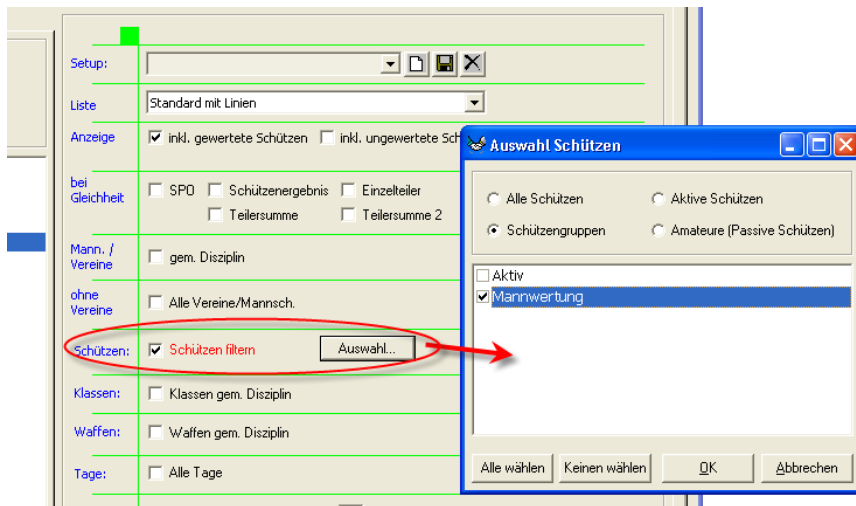 Setup:
Liste
Standard mit Linien
Anzeige
inkl. gewertete Schützen
inkl. ungewertete Sch
bei
Gleichheit
SPO
Schützenergebnis
Einzelteiler
Teilersumme
Teilersumme 2
Mann. /
Vereine
gem. Disziplin
ohne
Vereine
Alle Vereine/Mannsch.
Schützen:
Schützen filtern
Auswahl...
Klassen:
Klassen gem. Disziplin
Waffen:
Waffen gem. Disziplin
Tage:
Alle Tage
Auswahl Schützen
Alle Schützen
Aktive Schützen
Schützengruppen
Amateure (Passive Schützen)
Aktiv
Mannwertung
Alle wählen
Keinen wählen
OK
Abbrechen